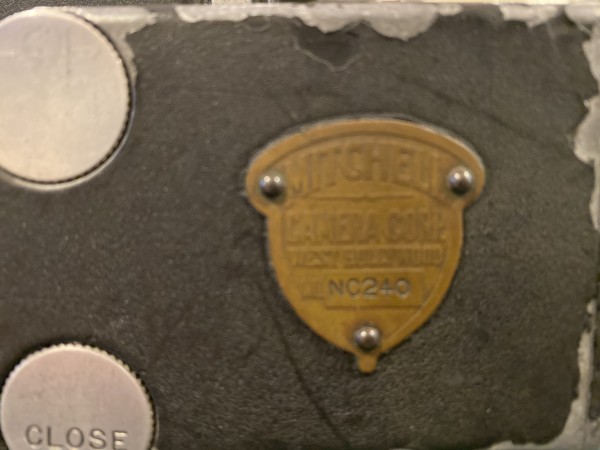 MITCHELL
CAMERA CORP.
WEST HOLLYWOOD
NC240
CLOSE